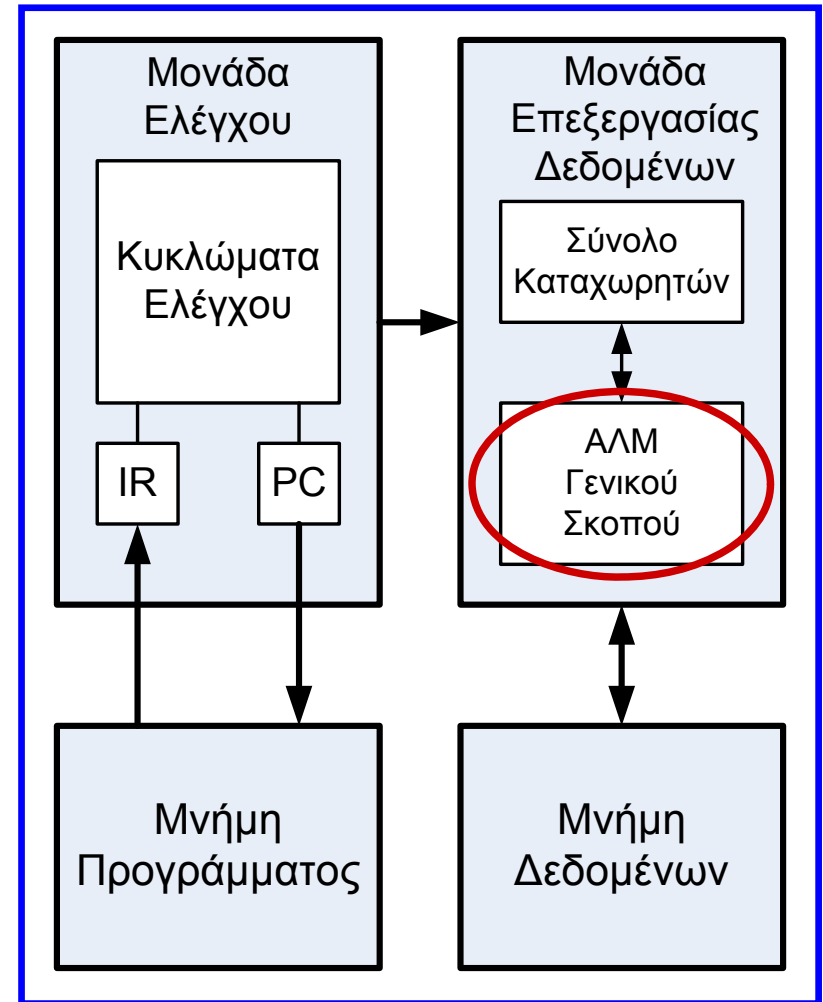 Μονάδα
Ελέγχου
Κυκλώματα
Ελέγχου
IR
PC
Μονάδα
Επεξεργασίας
Δεδομένων
Σύνολο
Καταχωρητών
ΑΛΜ
Γενικού
Σκοπού
Μνήμη
Προγράμματος
Μνήμη
Δεδομένων